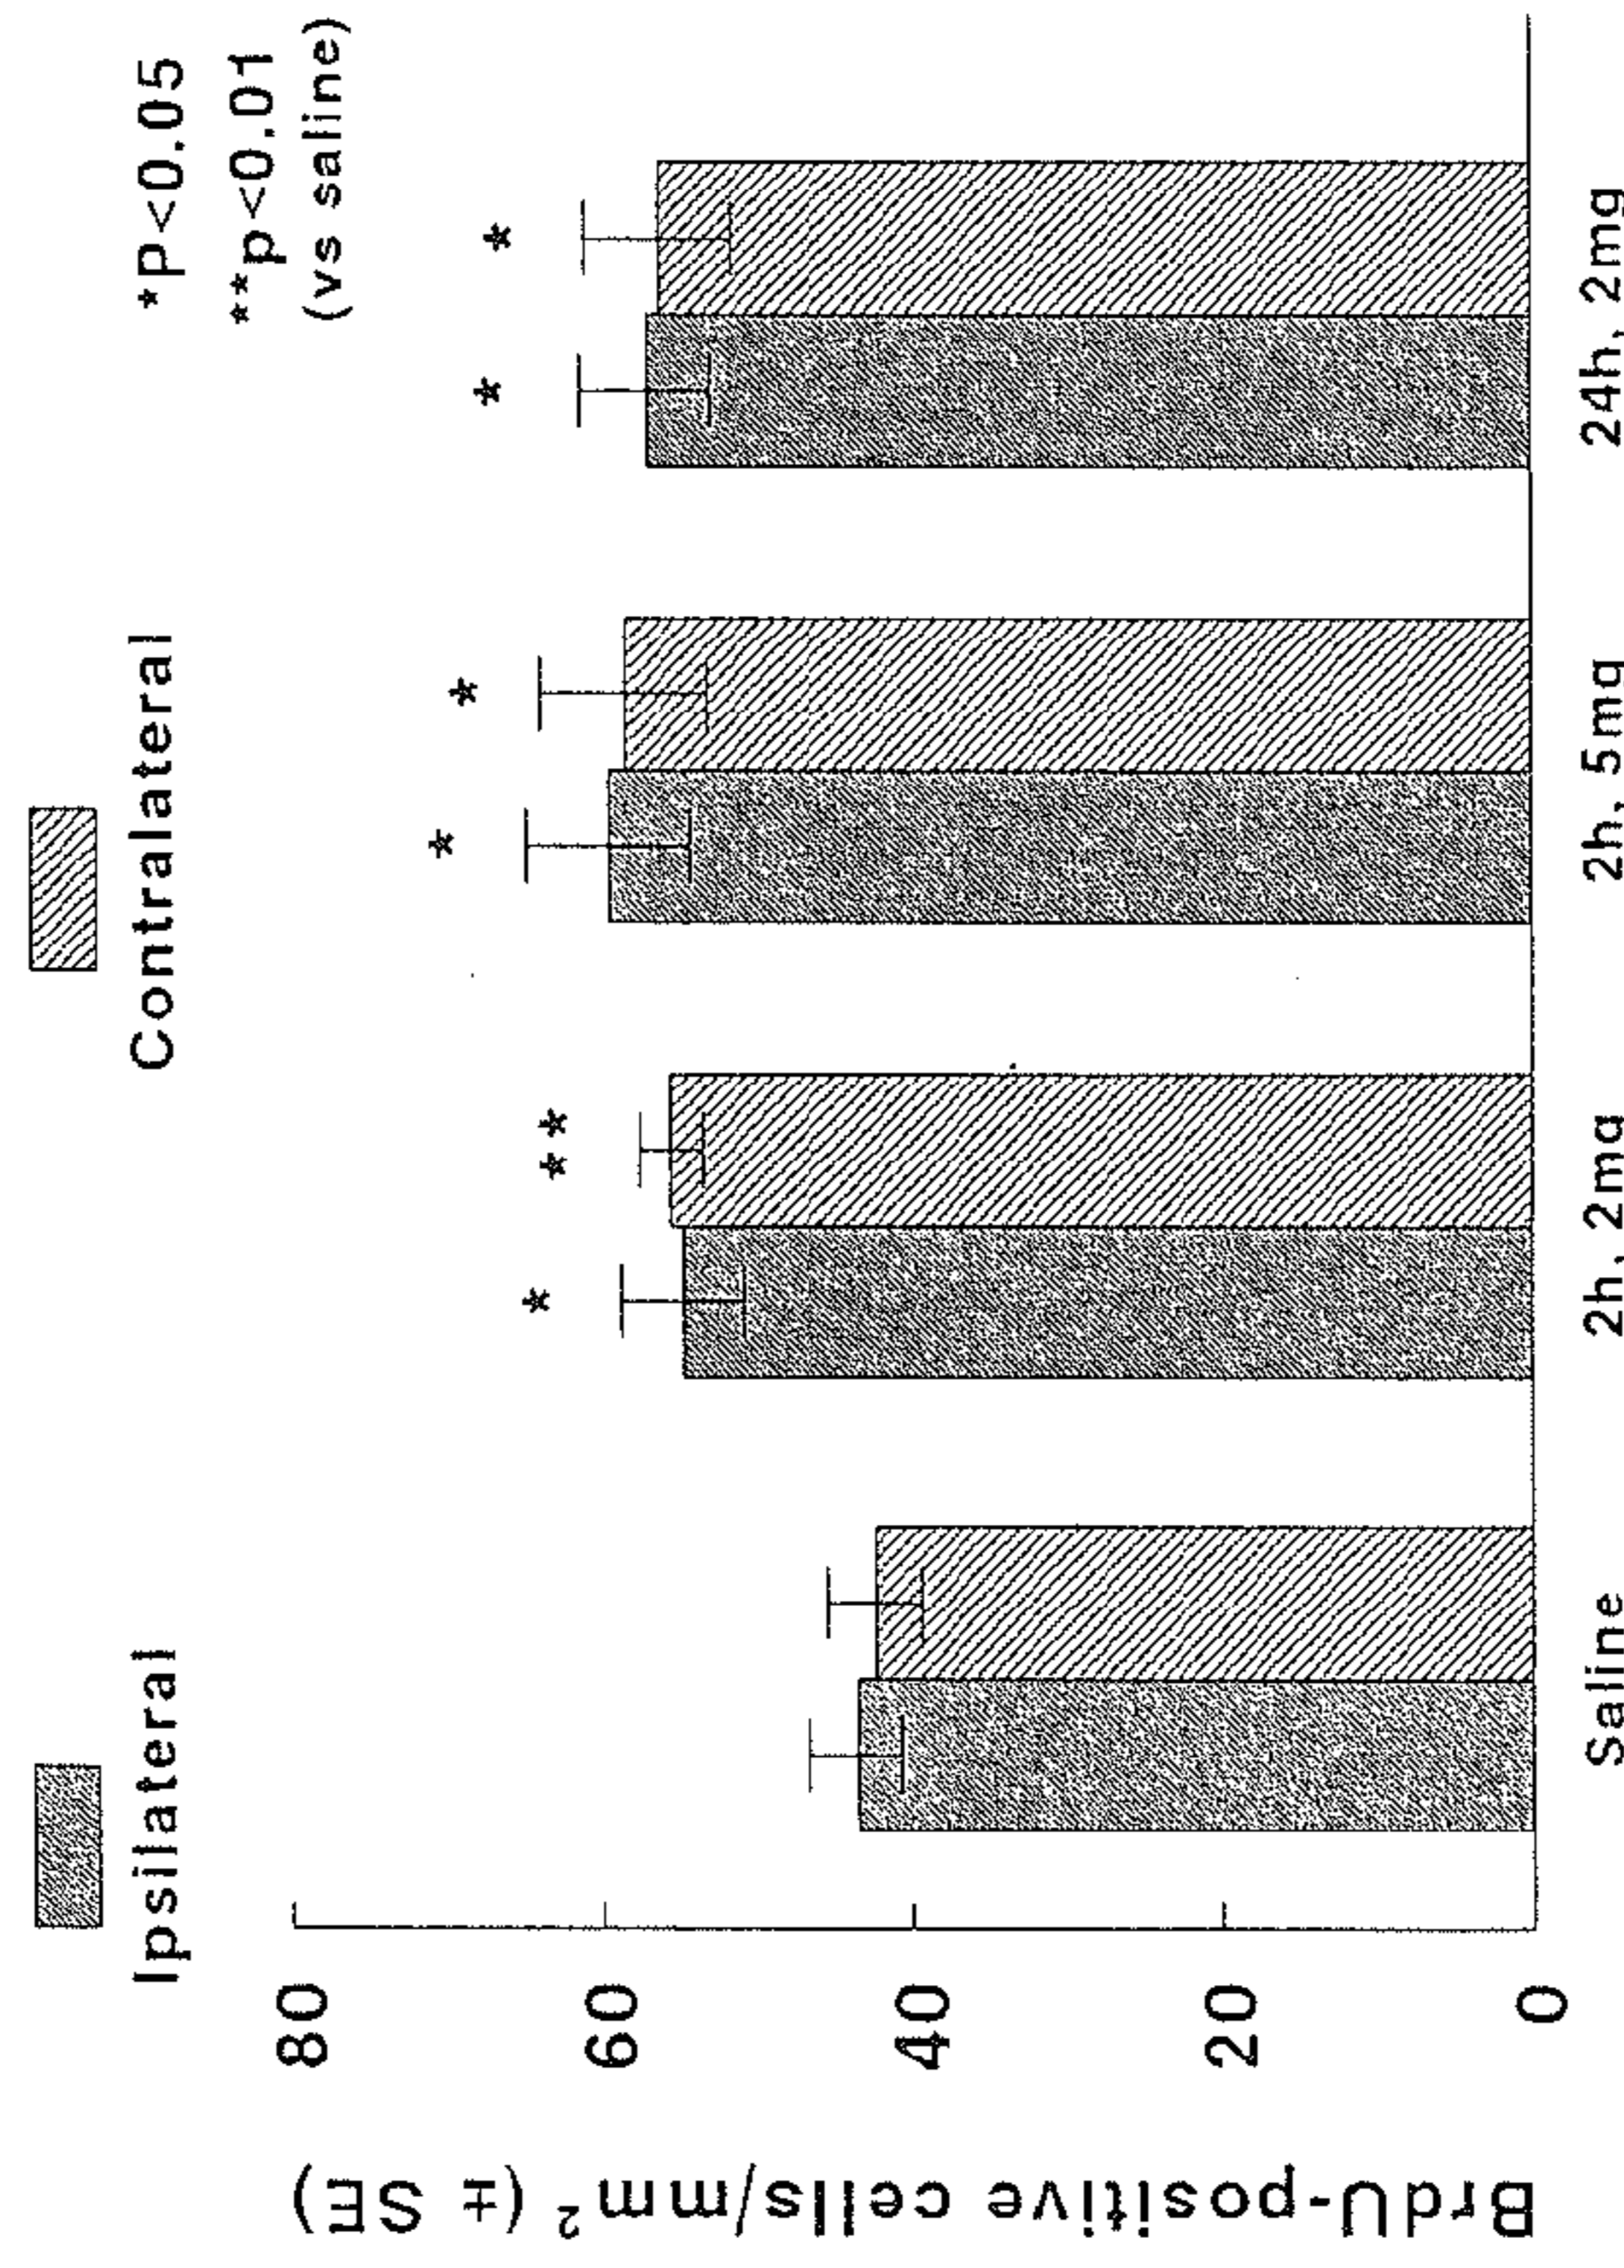 Ipsilateral
Contralateral
*P<0.05
**p<0.01
(vs saline)
BrdU-positive cells/mm² (± SE)
80
60
40
20
0
*
**
*
*
*
*
Saline
2h, 2mg
2h, 5mg
24h, 2mg